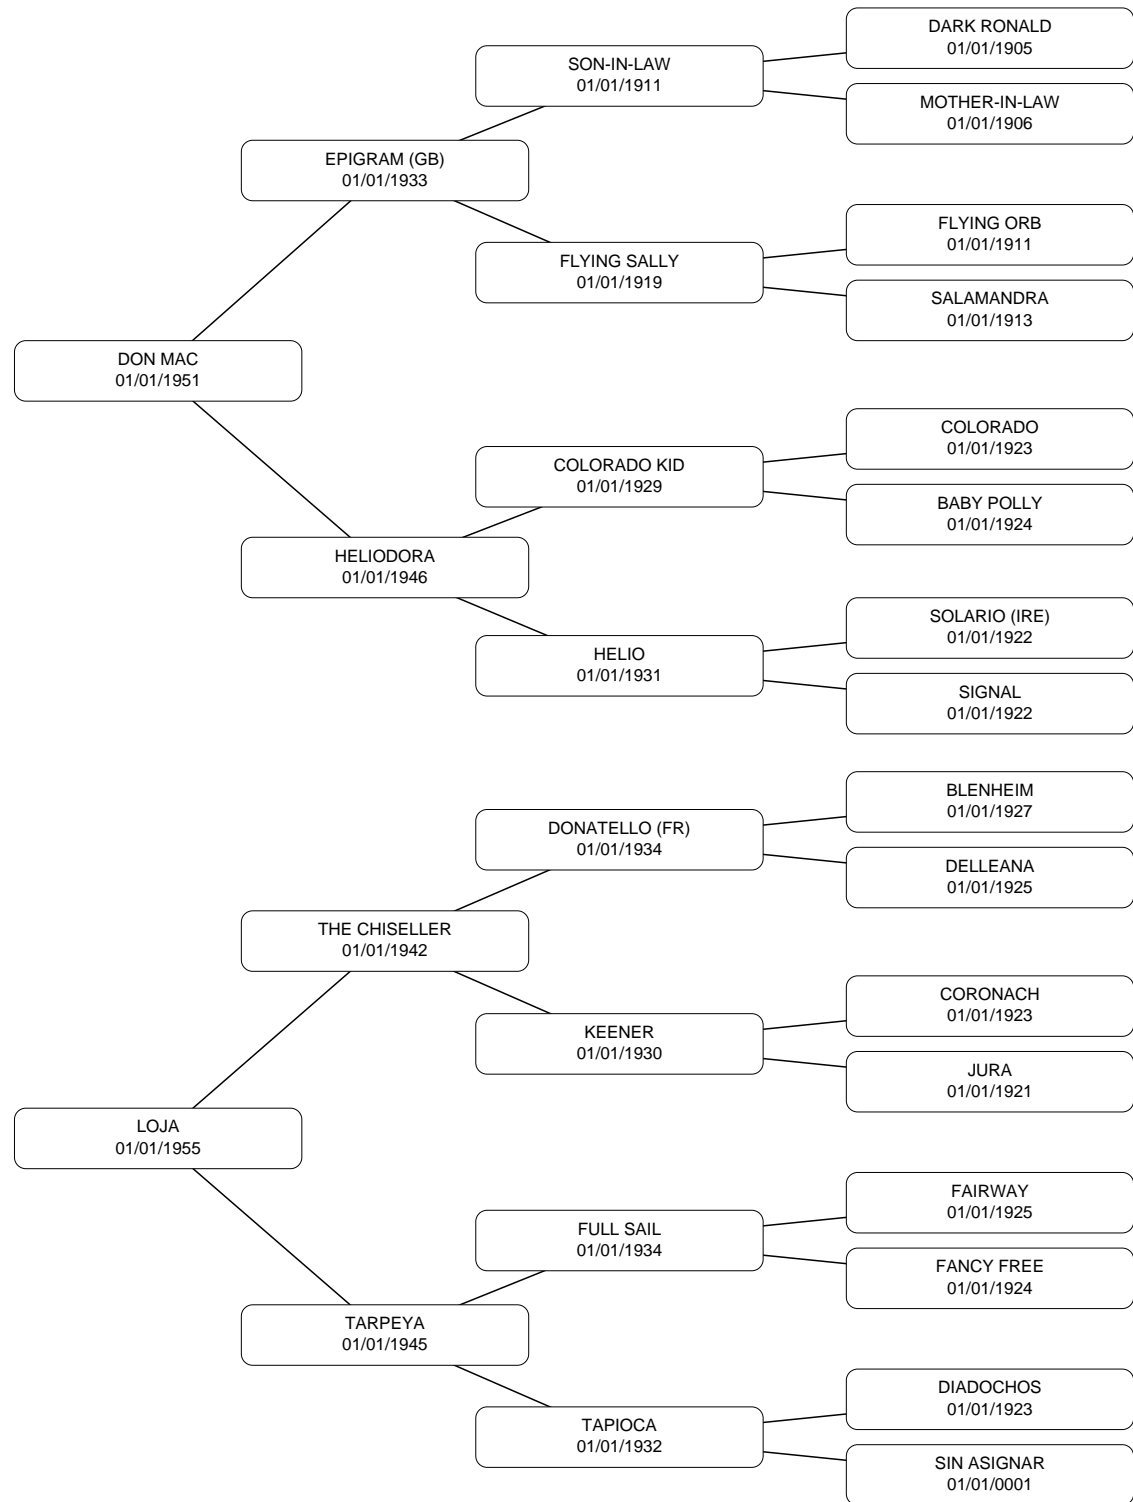 DARK RONALD
01/01/1905
SON-IN-LAW
01/01/1911
MOTHER-IN-LAW
01/01/1906
EPIGRAM (GB)
01/01/1933
FLYING ORB
01/01/1911
FLYING SALLY
01/01/1919
SALAMANDRA
01/01/1913
DON MAC
01/01/1951
COLORADO
01/01/1923
COLORADO KID
01/01/1929
BABY POLLY
01/01/1924
HELIODORA
01/01/1946
SOLARIO (IRE)
01/01/1922
HELIO
01/01/1931
SIGNAL
01/01/1922
BLENHEIM
01/01/1927
DONATELLO (FR)
01/01/1934
DELLEANA
01/01/1925
THE CHISELLER
01/01/1942
CORONACH
01/01/1923
KEENER
01/01/1930
JURA
01/01/1921
LOJA
01/01/1955
FAIRWAY
01/01/1925
FULL SAIL
01/01/1934
FANCY FREE
01/01/1924
TARPEYA
01/01/1945
DIADOCHOS
01/01/1923
TAPIOCA
01/01/1932
SIN ASIGNAR
01/01/0001